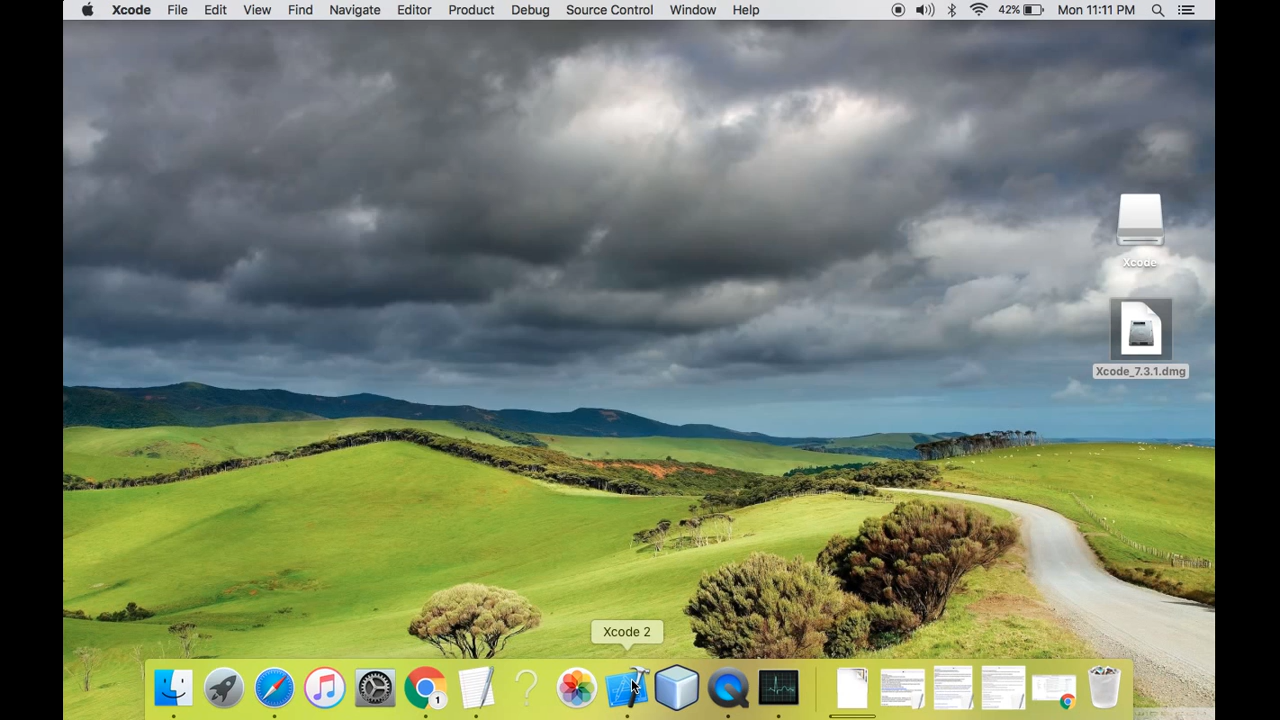 Xcode File Edit View Find Navigate Editor Product Debug Source Control Window Help 42% Mon 11:11 PM
Xcode
Xcode_7.3.1.dmg
Xcode 2
1